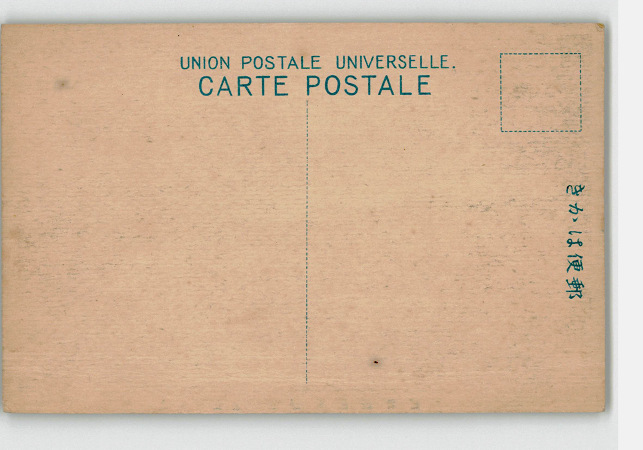 UNION POSTALE UNIVERSELLE.
CARTE POSTALE
きかは便郵